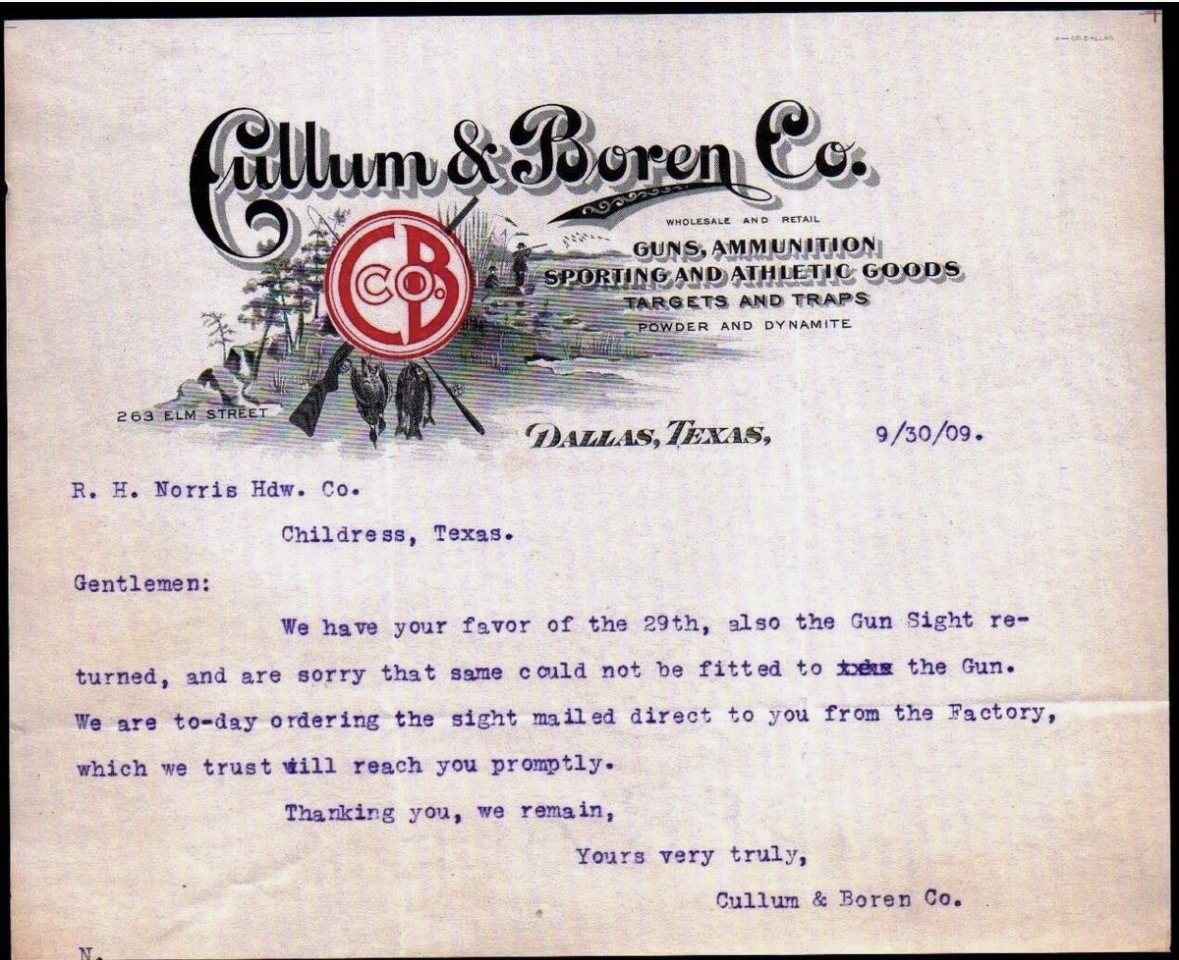 Cullum & Boren Co.
WHOLESALE AND RETAIL
GUNS, AMMUNITION
SPORTING AND ATHLETIC GOODS
TARGETS AND TRAPS
POWDER AND DYNAMITE
CB CO.
263 ELM STREET
DALLAS, TEXAS, 9/30/09.
R. H. Norris Hdw. Co.
Childress, Texas.
Gentlemen:
We have your favor of the 29th, also the Gun Sight re-
turned, and are sorry that same could not be fitted to the Gun.
We are to-day ordering the sight mailed direct to you from the Factory,
which we trust will reach you promptly.
Thanking you, we remain,
Yours very truly,
Cullum & Boren Co.
N.